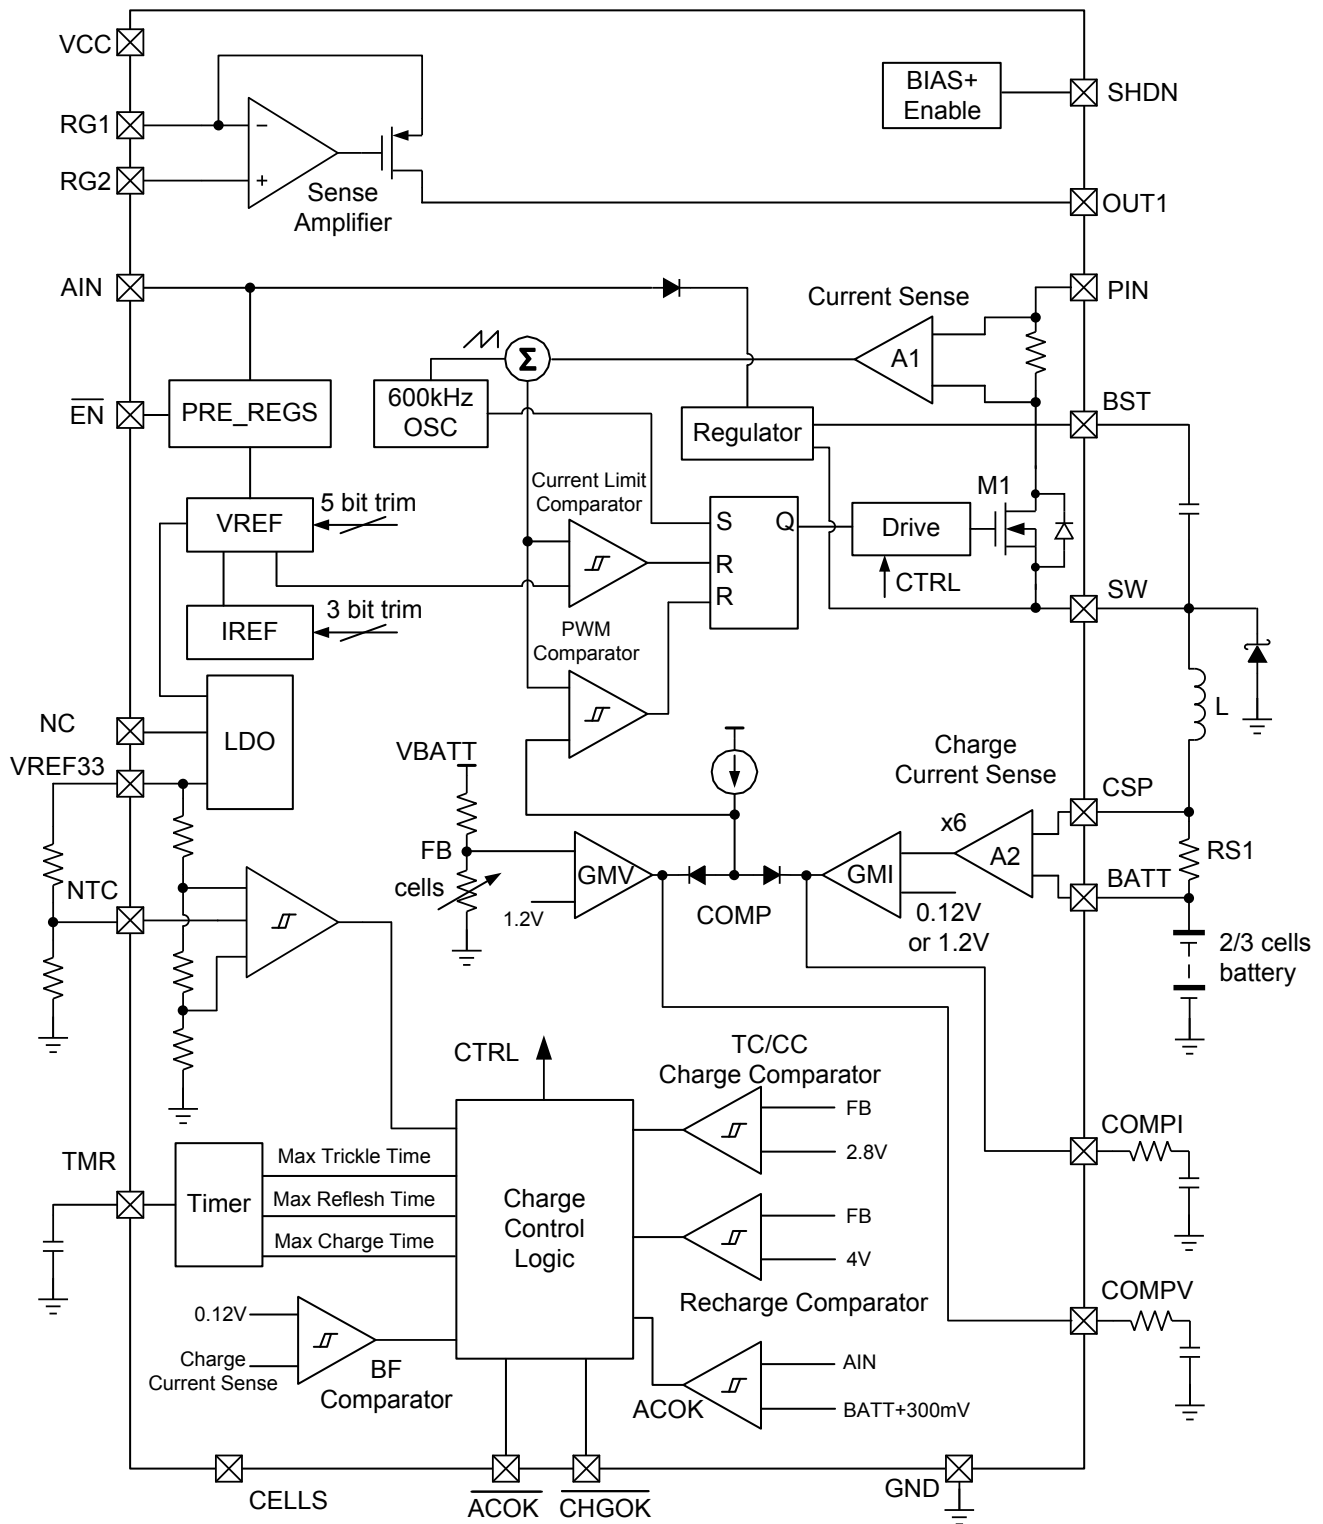 VCC
BIAS+
Enable
SHDN
RG1
−
RG2
+
Sense
Amplifier
OUT1
AIN
PIN
Current Sense
Σ
A1
EN
PRE_REGS
600kHz
OSC
Regulator
BST
Current Limit
Comparator
M1
VREF
5 bit trim
S
Q
R
R
Drive
CTRL
SW
IREF
3 bit trim
PWM
Comparator
NC
LDO
L
VREF33
VBATT
Charge
Current Sense
CSP
x6
A2
RS1
FB
GMV
GMI
BATT
NTC
cells
1.2V
COMP
0.12V
or 1.2V
2/3 cells
battery
CTRL
TC/CC
Charge Comparator
FB
2.8V
COMPI
TMR
Timer
Max Trickle Time
Max Reflesh Time
Max Charge Time
Charge
Control
Logic
FB
4V
Recharge Comparator
COMPV
0.12V
Charge
Current Sense
BF
Comparator
AIN
ACOK
BATT+300mV
CELLS
ACOK
CHGOK
GND